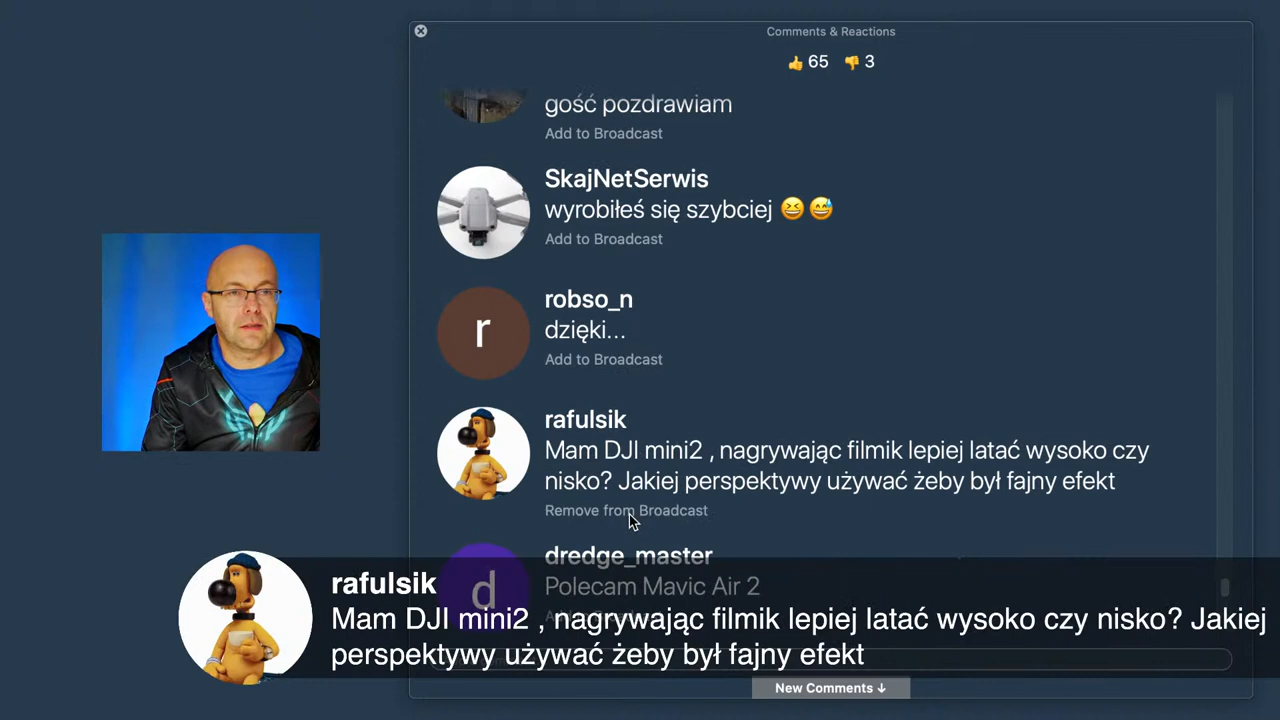 Comments & Reactions
👍 65 👎 3
gość pozdrawiam
Add to Broadcast
SkajNetSerwis
wyrobiłeś się szybciej 😆 😅
Add to Broadcast
r
robso_n
dzięki...
Add to Broadcast
rafulsik
Mam DJI mini2 , nagrywając filmik lepiej latać wysoko czy
nisko? Jakiej perspektywy używać żeby był fajny efekt
Remove from Broadcast
d
dredge_master
Polecam Mavic Air 2
rafulsik
Mam DJI mini2 , nagrywając filmik lepiej latać wysoko czy nisko? Jakiej
perspektywy używać żeby był fajny efekt
New Comments ↓